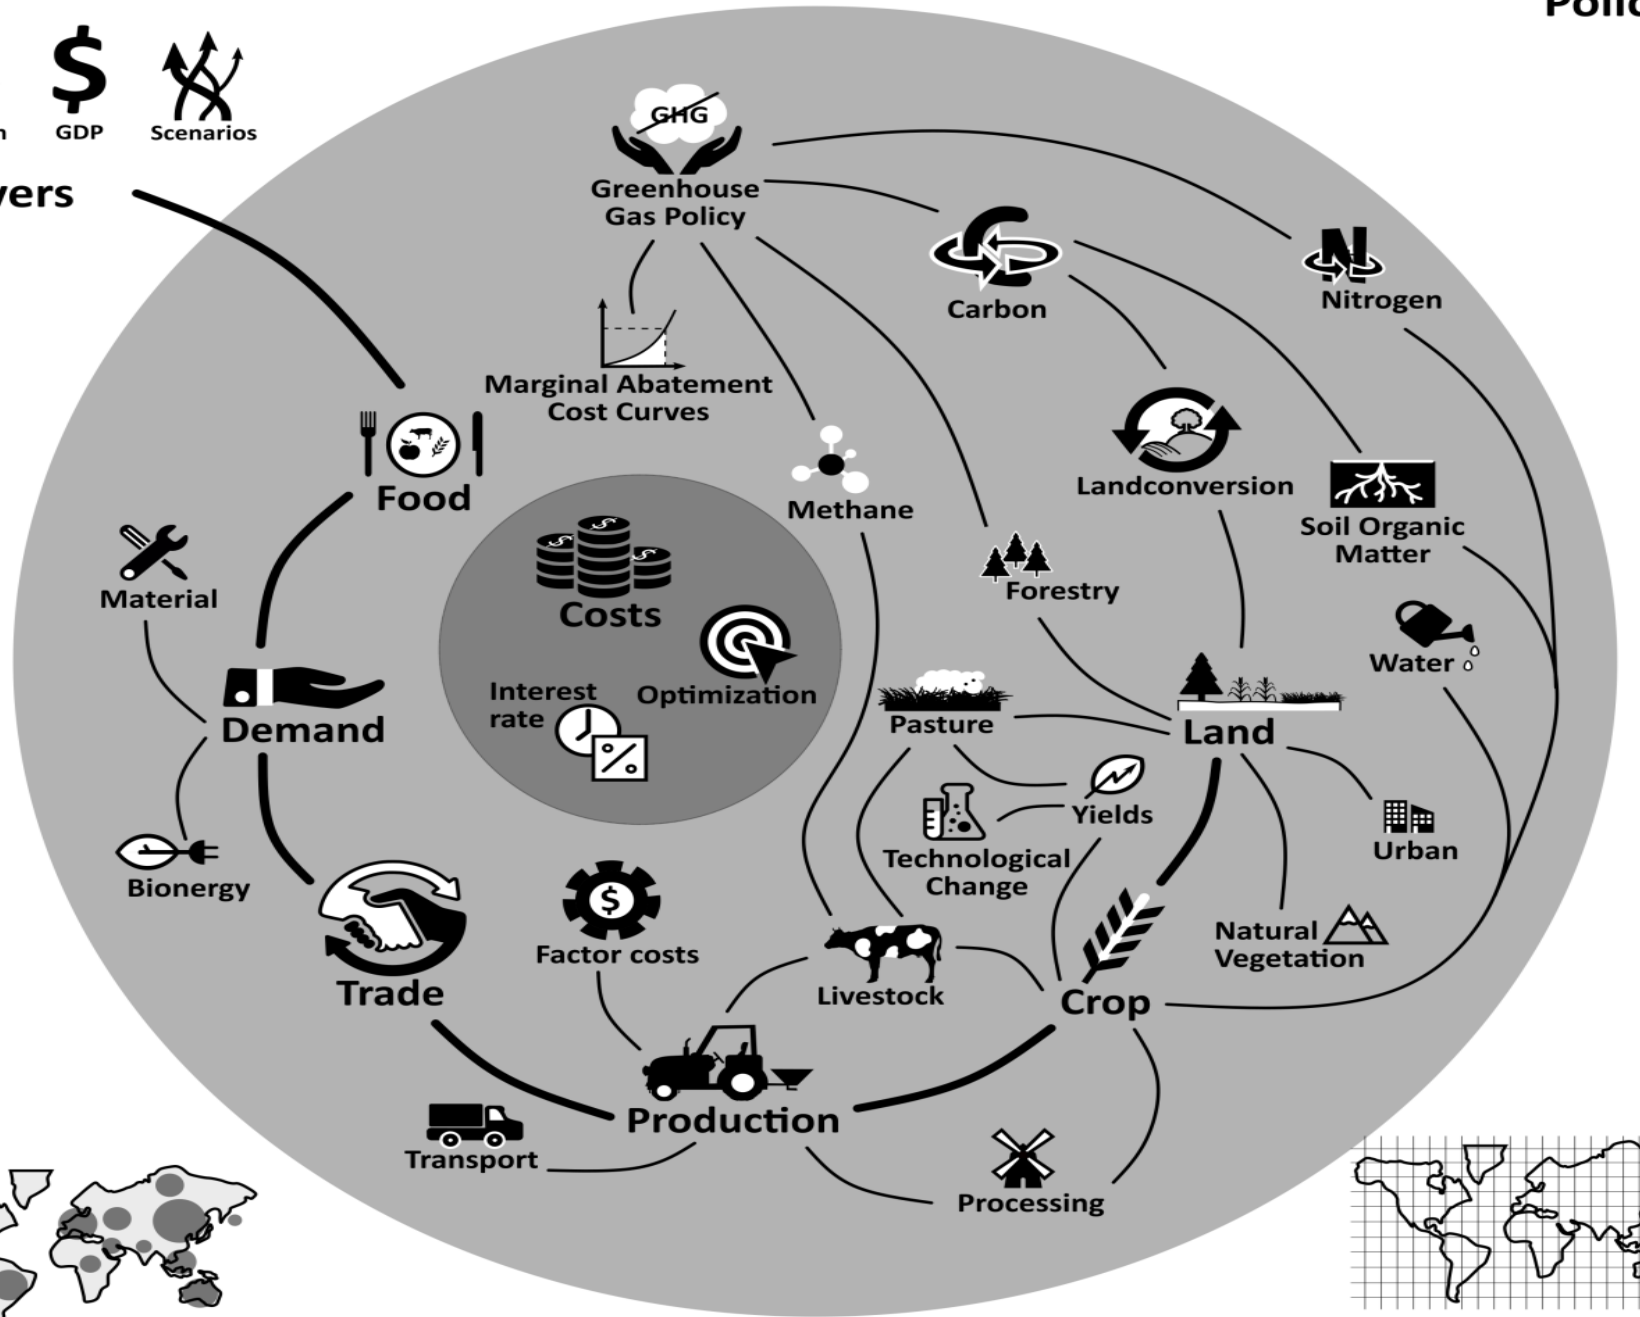 GDP
Scenarios
GHG
Greenhouse
Gas Policy
Carbon
Nitrogen
Marginal Abatement
Cost Curves
Food
Methane
Landconversion
Soil Organic
Matter
Material
Costs
Forestry
Water
Interest
rate
Optimization
%
Demand
Pasture
Land
Yields
Technological
Change
Urban
Bionergy
$
Factor costs
Natural
Vegetation
Trade
Livestock
Crop
Production
Transport
Processing